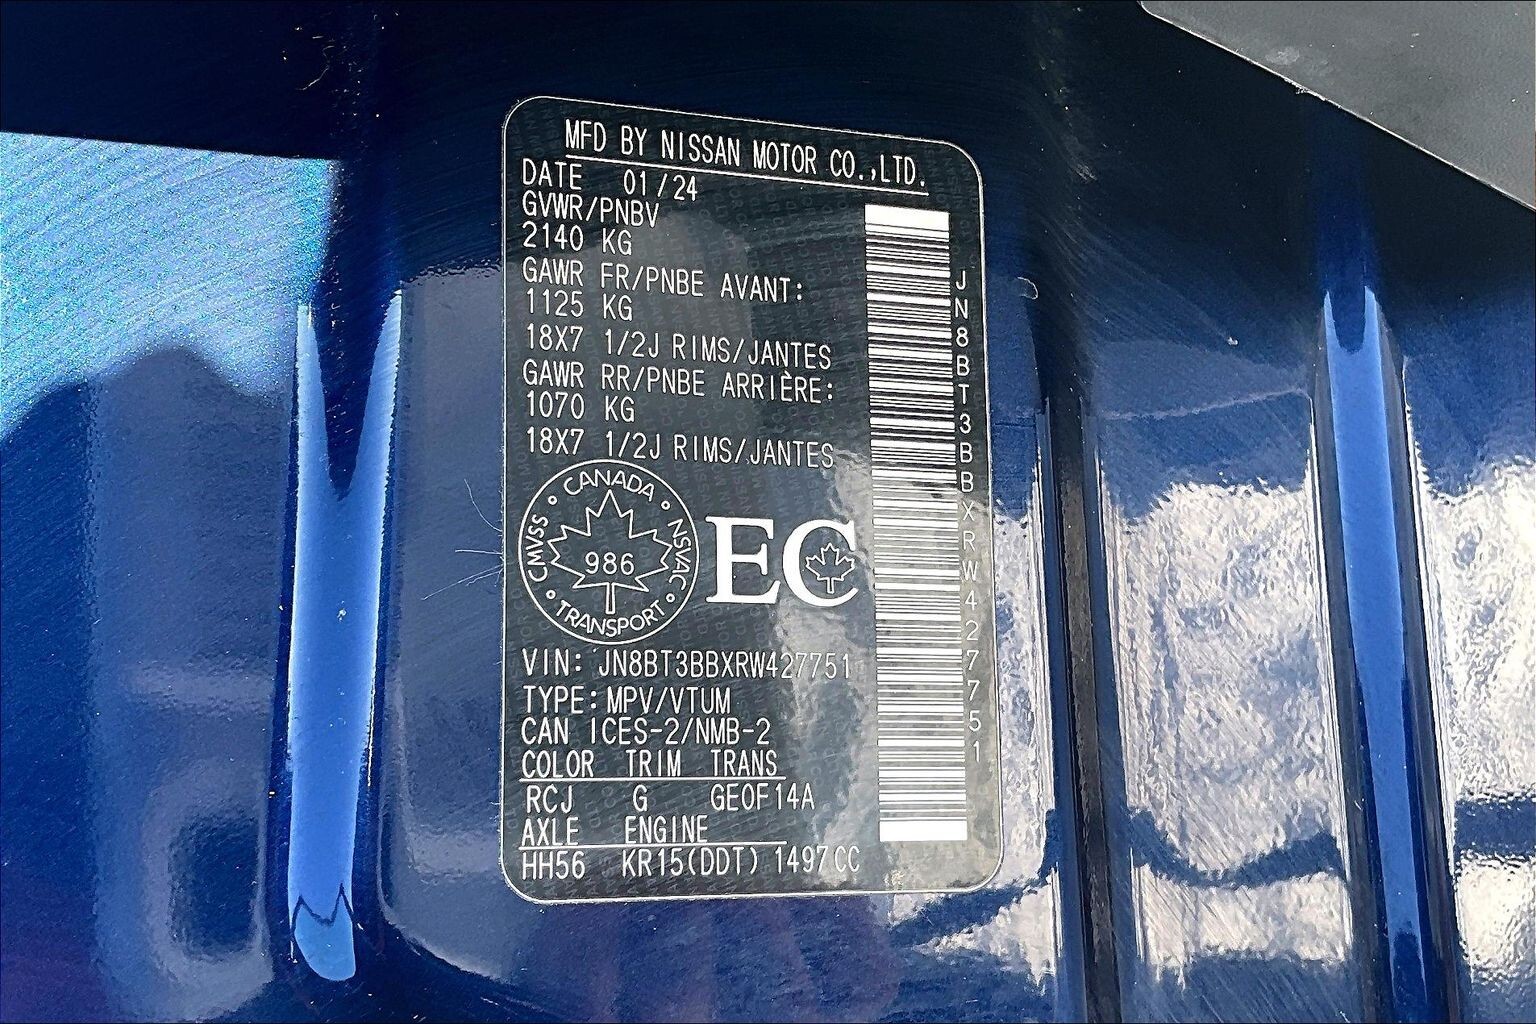 MFD BY NISSAN MOTOR CO.,LTD.
DATE 01/24
GVWR/PNBV
2140 KG
GAWR FR/PNBE AVANT:
1125 KG
18X7 1/2J RIMS/JANTES
GAWR RR/PNBE ARRIÈRE:
1070 KG
18X7 1/2J RIMS/JANTES
CANADA
NSVAC
TRANSPORT
CMVSS
986
EC
VIN: JN8BT3BBXRW427751
TYPE: MPV/VTUM
CAN ICES-2/NMB-2
COLOR TRIM TRANS
RCJ G GE0F14A
AXLE ENGINE
HH56 KR15(DDT) 1497CC
JN8BT3BBXRW427751